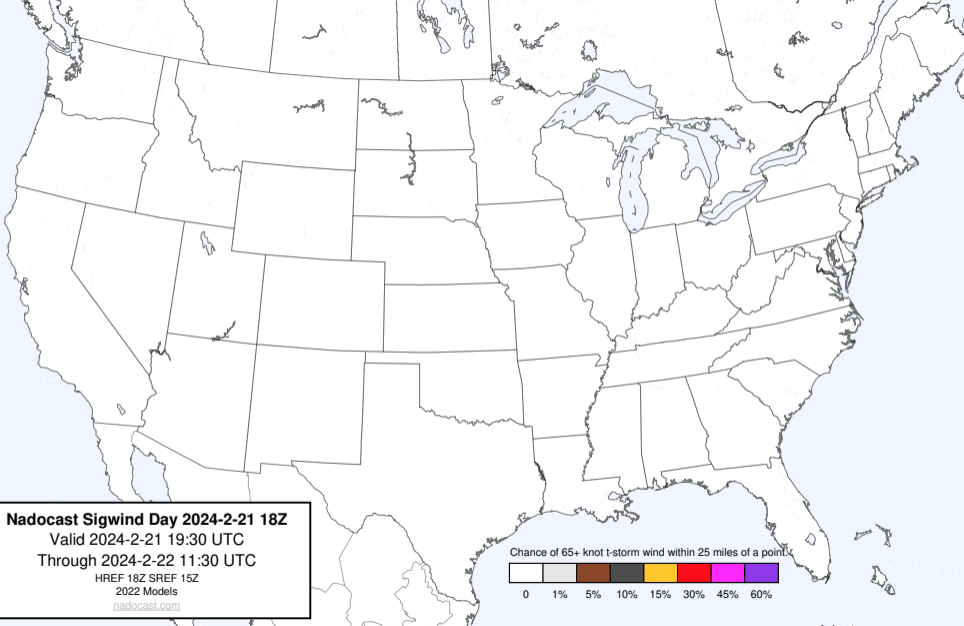 Nadocast Sigwind Day 2024-2-21 18Z
Valid 2024-2-21 19:30 UTC
Through 2024-2-22 11:30 UTC
HREF 18Z SREF 15Z
2022 Models
nadocast.com
Chance of 65+ knot t-storm wind within 25 miles of a point.
0 1% 5% 10% 15% 30% 45% 60%